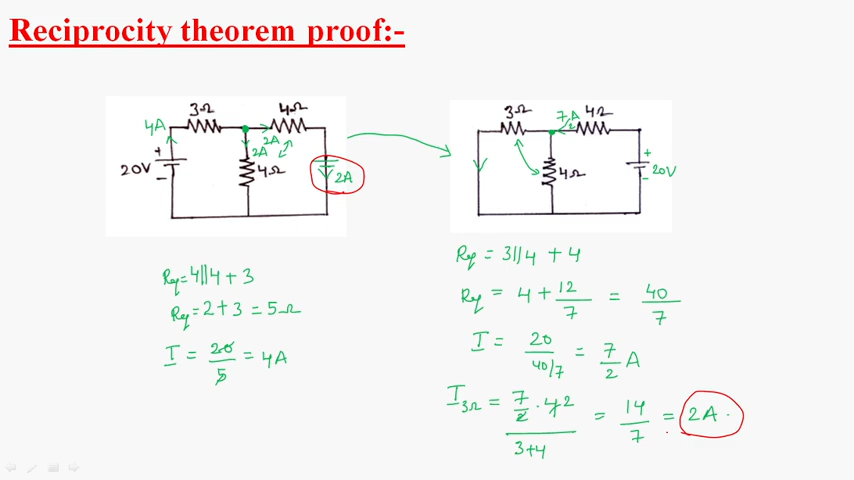 Reciprocity theorem proof:-
3Ω 4Ω
4A
2A
2A
+
20V
-
4Ω
2A
3Ω 7/2 A 4Ω
4Ω
+
20V
-
Req = 4||4 + 3
Req = 2 + 3 = 5Ω
I = 20/5 = 4A
Req = 3||4 + 4
Req = 4 + 12/7 = 40/7
I = 20/40/7 = 7/2 A
I3Ω = 7/2 · 4 2 / 3+4 = 14/7 = 2A.